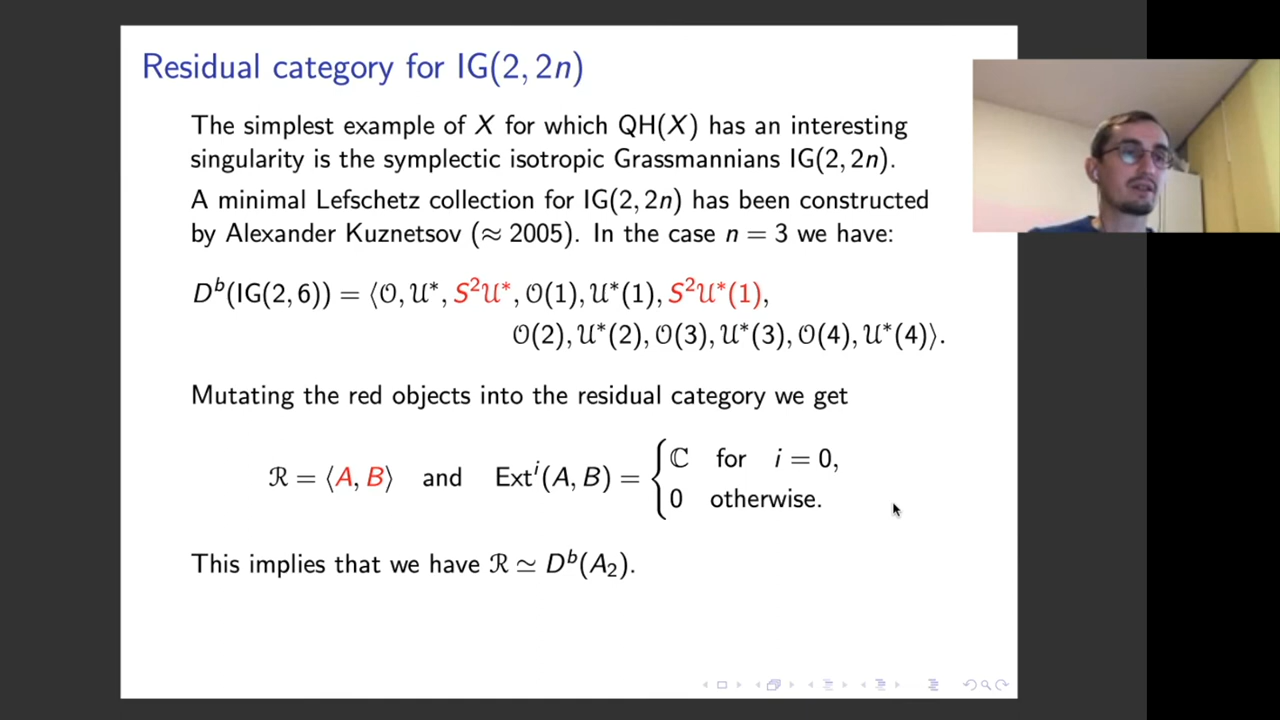 Residual category for IG(2, 2n)
The simplest example of X for which QH(X) has an interesting
singularity is the symplectic isotropic Grassmannians IG(2, 2n).
A minimal Lefschetz collection for IG(2, 2n) has been constructed
by Alexander Kuznetsov (≈ 2005). In the case n = 3 we have:
Dᵇ(IG(2, 6)) = ⟨𝒪, 𝒰*, S²𝒰*, 𝒪(1), 𝒰*(1), S²𝒰*(1),
𝒪(2), 𝒰*(2), 𝒪(3), 𝒰*(3), 𝒪(4), 𝒰*(4)⟩.
Mutating the red objects into the residual category we get
ℛ = ⟨A, B⟩ and Extⁱ(A, B) = { ℂ for i = 0,
0 otherwise.
This implies that we have ℛ ≃ Dᵇ(A₂).